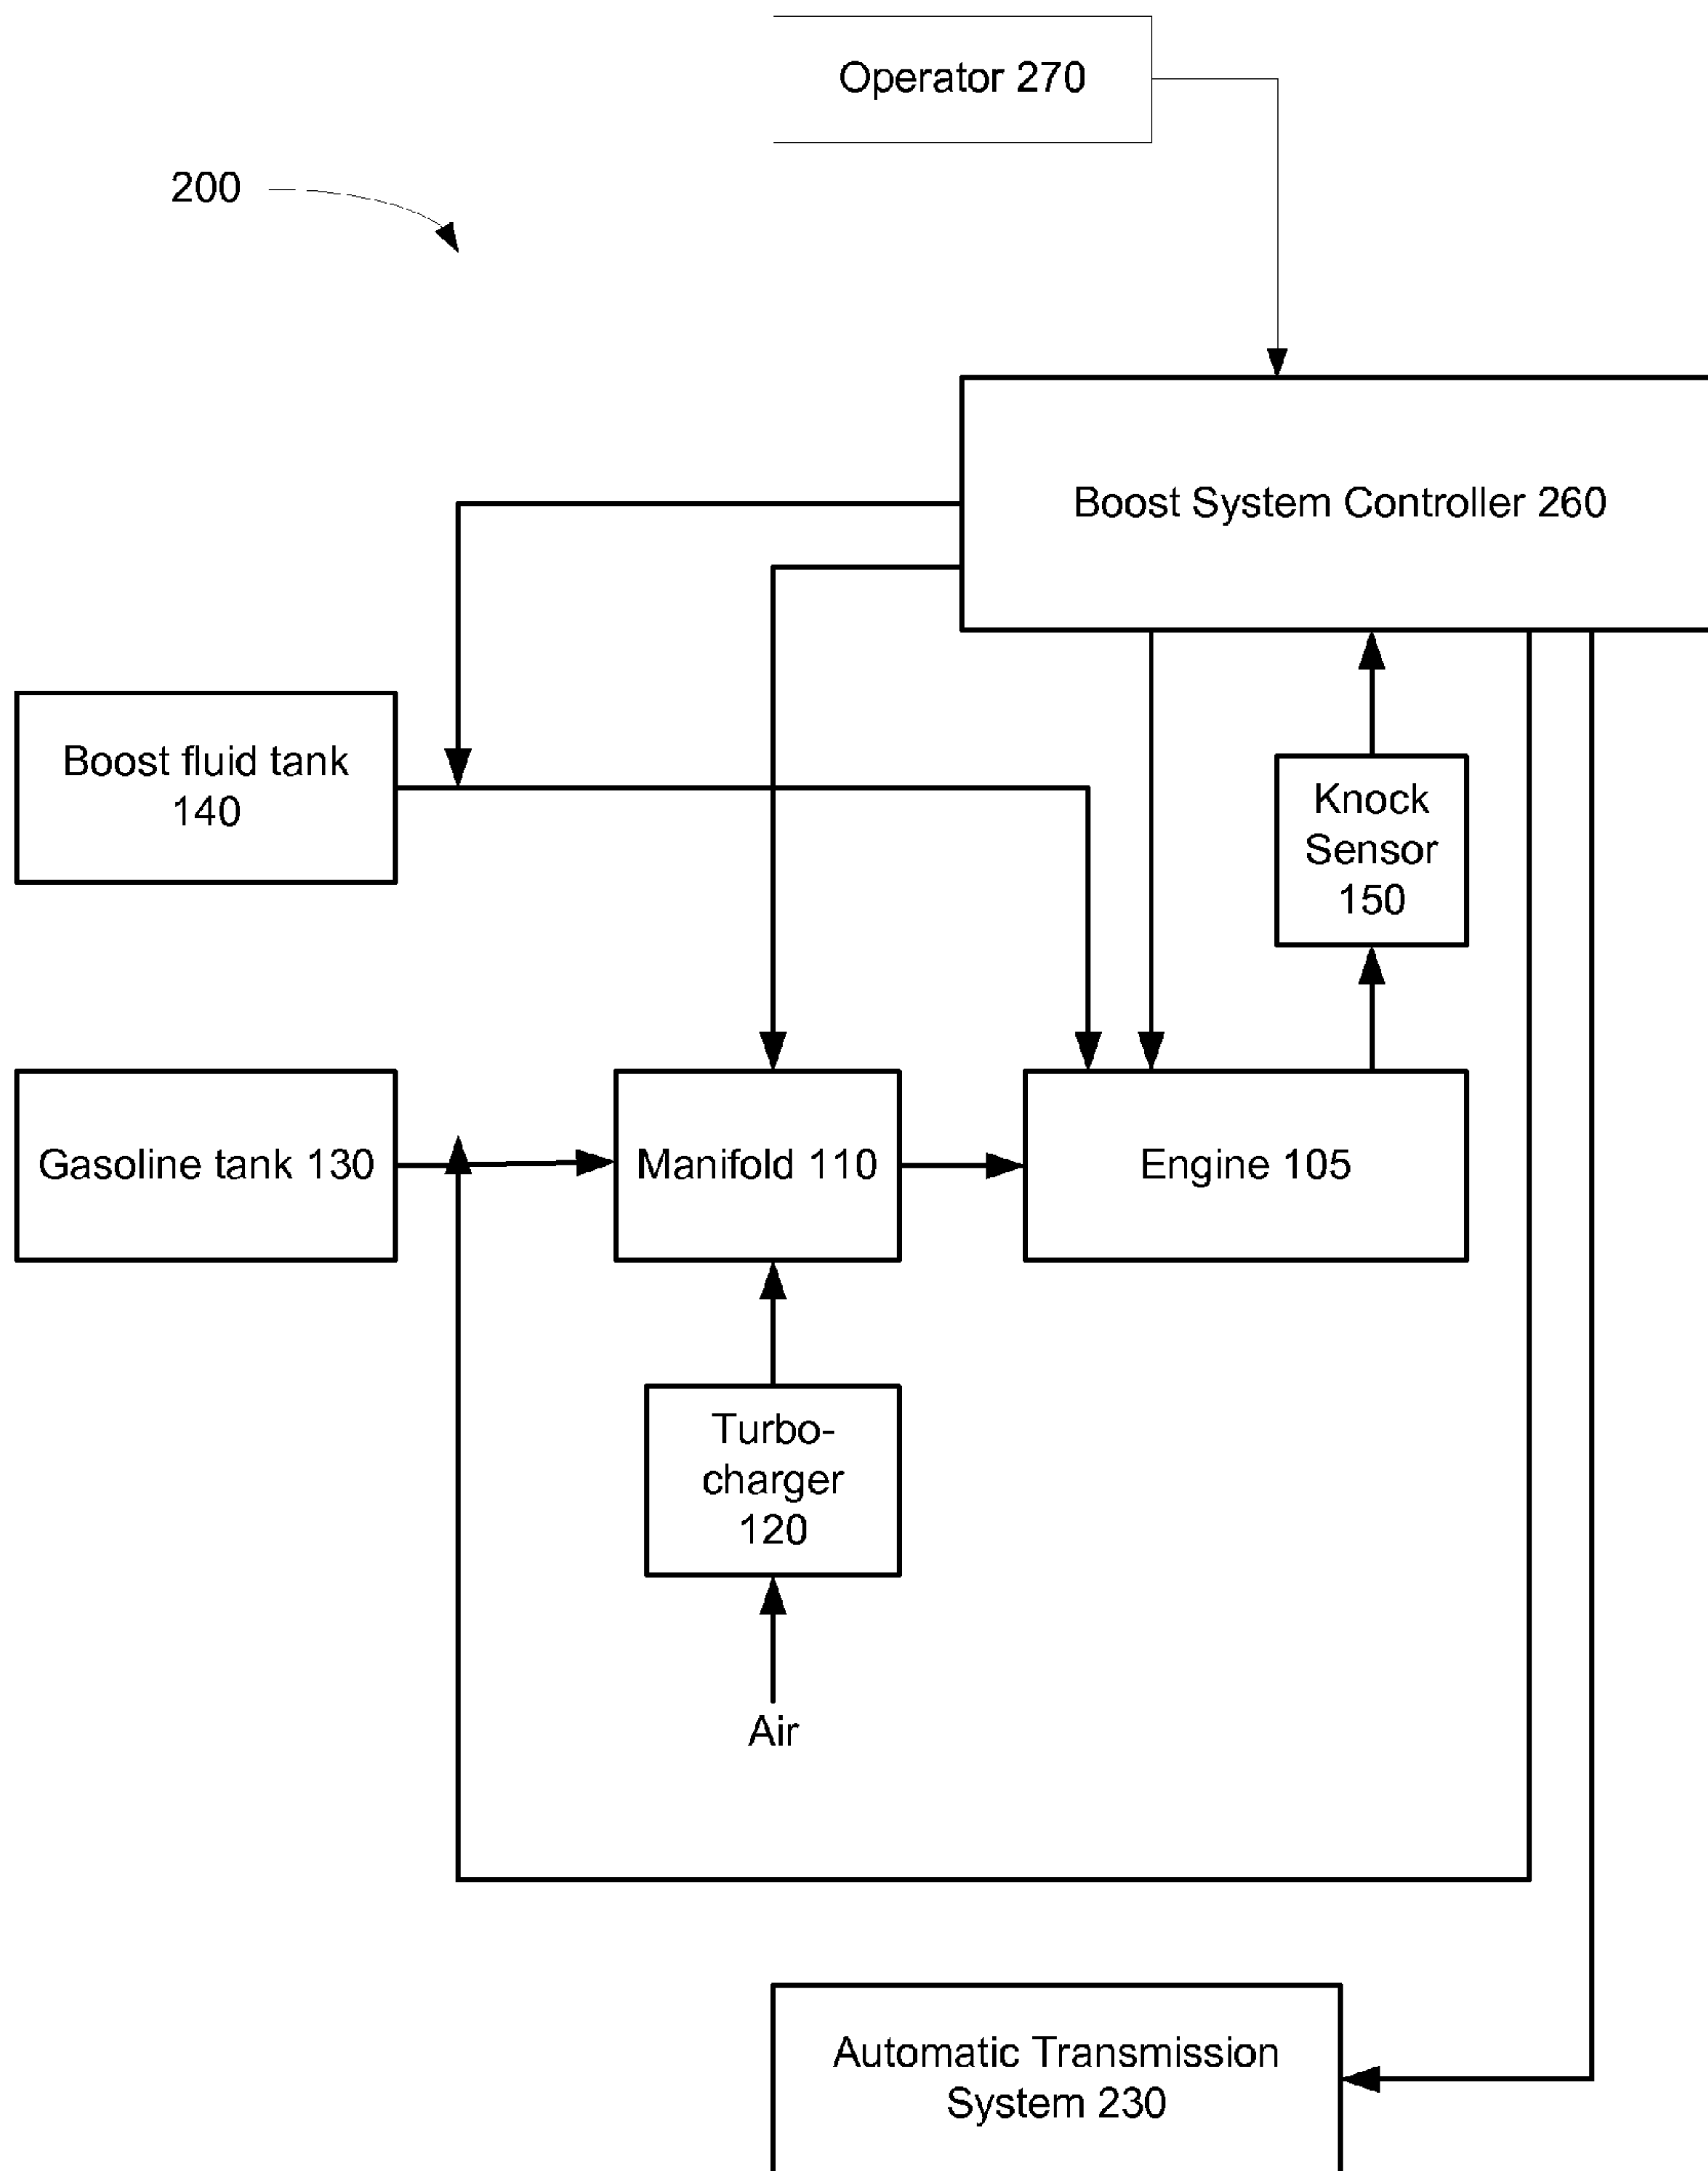 Operator 270
200
Boost System Controller 260
Boost fluid tank
140
Knock
Sensor
150
Gasoline tank 130
Manifold 110
Engine 105
Turbo-
charger
120
Air
Automatic Transmission
System 230